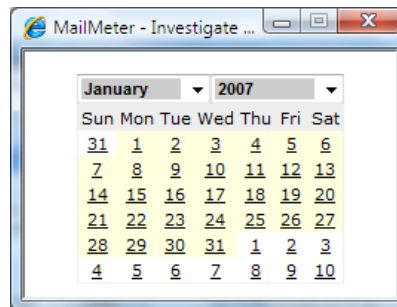 MailMeter - Investigate ...
January 2007
Sun Mon Tue Wed Thu Fri Sat
31 1 2 3 4 5 6
7 8 9 10 11 12 13
14 15 16 17 18 19 20
21 22 23 24 25 26 27
28 29 30 31 1 2 3
4 5 6 7 8 9 10